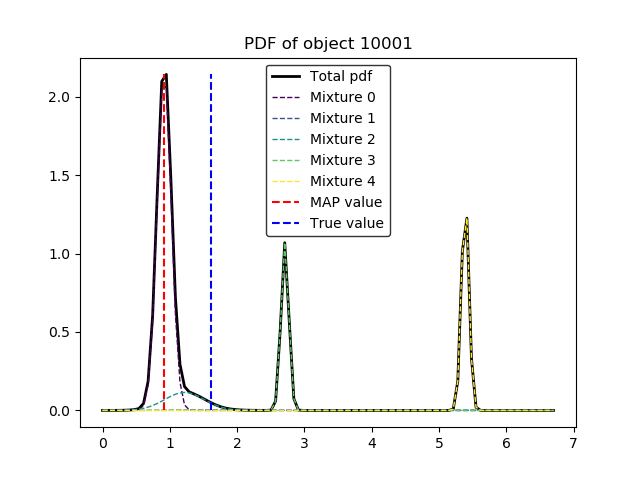 PDF of object 10001
Total pdf
Mixture 0
Mixture 1
Mixture 2
Mixture 3
Mixture 4
MAP value
True value
2.0
1.5
1.0
0.5
0.0
0 1 2 3 4 5 6 7